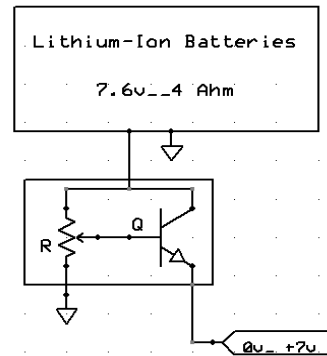 Lithium-Ion Batteries
7.6v__4 Ahm
Q
R
0v_ +7v